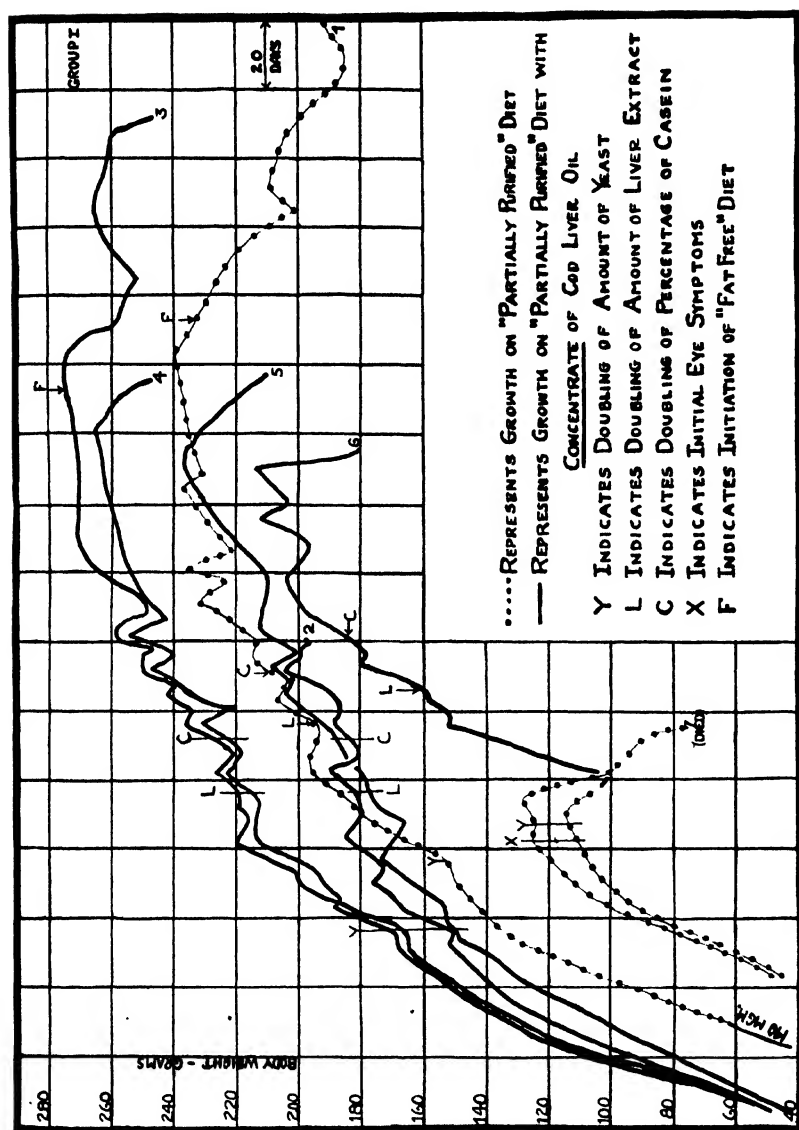 GROUP I
20
DAYS
BODY WEIGHT - GRAMS
280
260
240
220
200
180
160
140
120
100
80
60
40
1
2
3
4
5
6
7
(DIED)
F
F
C
C
C
C
L
L
L
L
Y
Y
Y
X
140 MGM.
.... REPRESENTS GROWTH ON "PARTIALLY PURIFIED" DIET
— REPRESENTS GROWTH ON "PARTIALLY PURIFIED" DIET WITH
CONCENTRATE OF COD LIVER OIL
Y INDICATES DOUBLING OF AMOUNT OF YEAST
L INDICATES DOUBLING OF AMOUNT OF LIVER EXTRACT
C INDICATES DOUBLING OF PERCENTAGE OF CASEIN
X INDICATES INITIAL EYE SYMPTOMS
F INDICATES INITIATION OF "FAT FREE" DIET